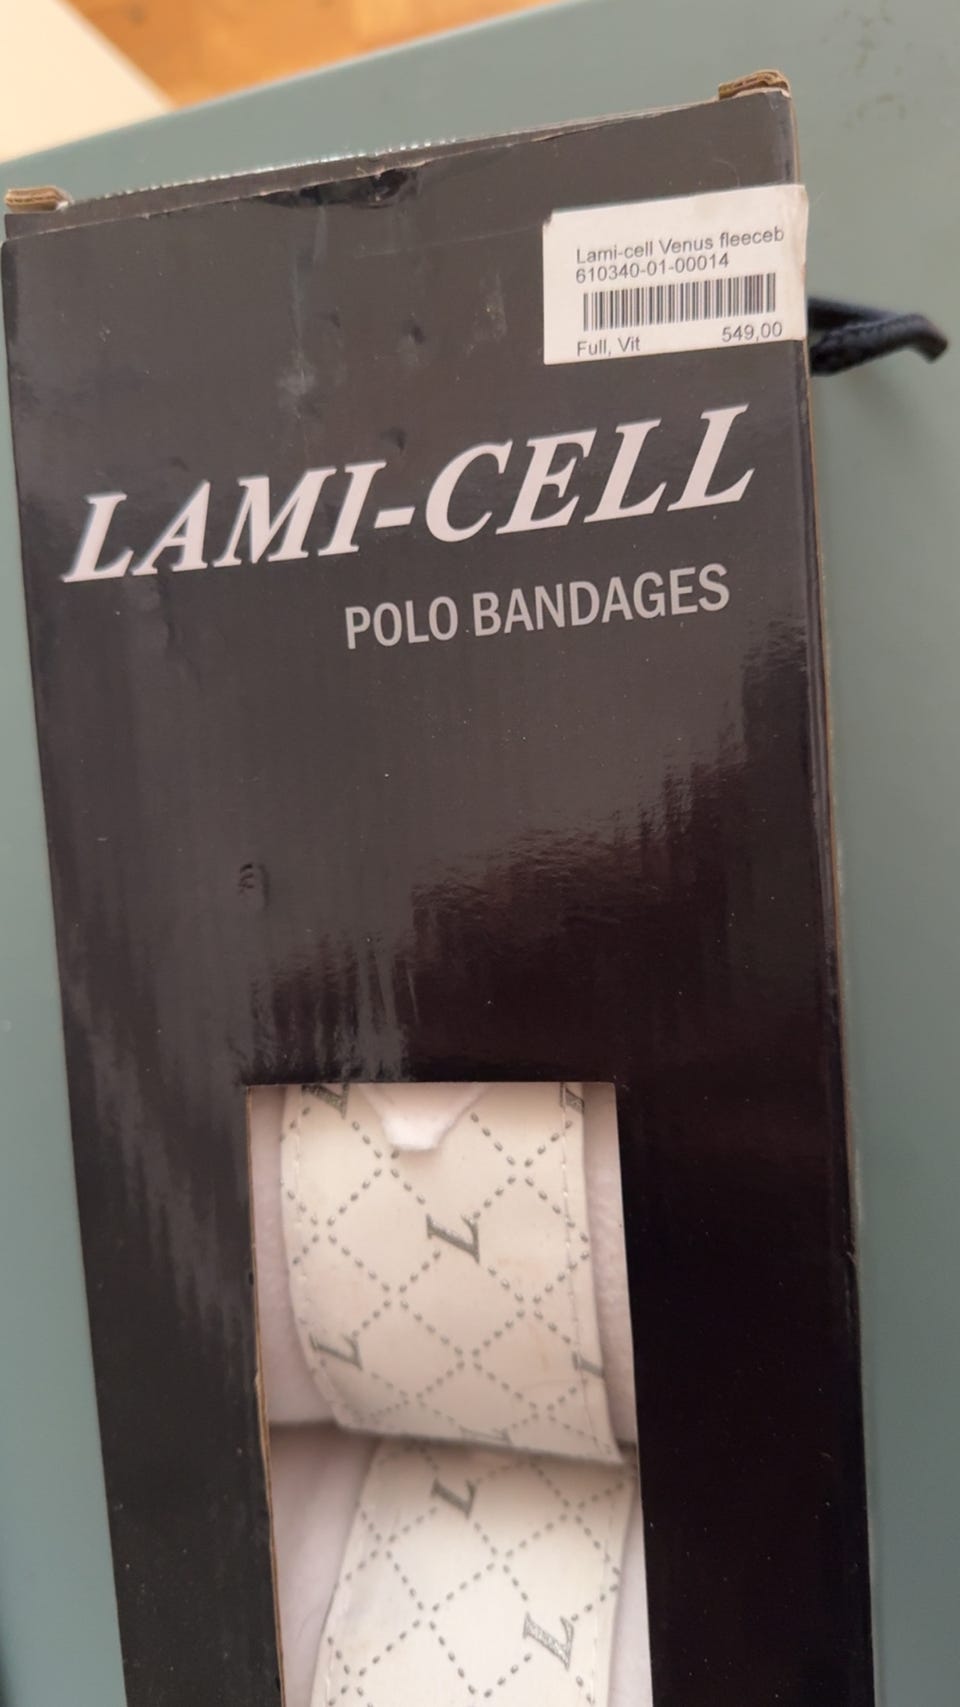 Lami-cell Venus fleeceb
610340-01-00014
Full, Vit 549,00
LAMI-CELL
POLO BANDAGES
L
L
L
L
L
L